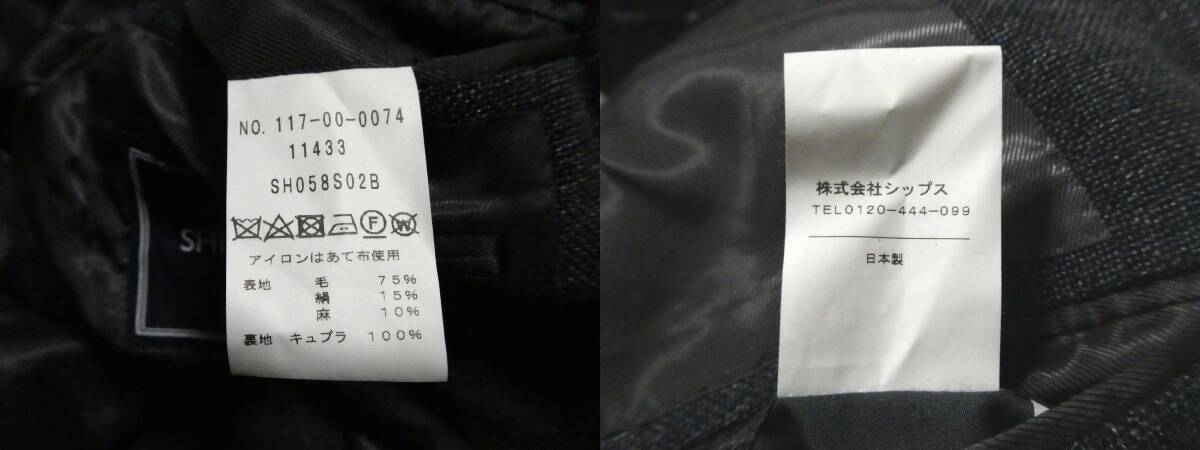 NO. 117-00-0074
11433
SH058S02B
F W
アイロンはあて布使用
表地 毛 75%
絹 15%
麻 10%
裏地 キュプラ 100%
SH
株式会社シップス
TEL0120-444-099
日本製